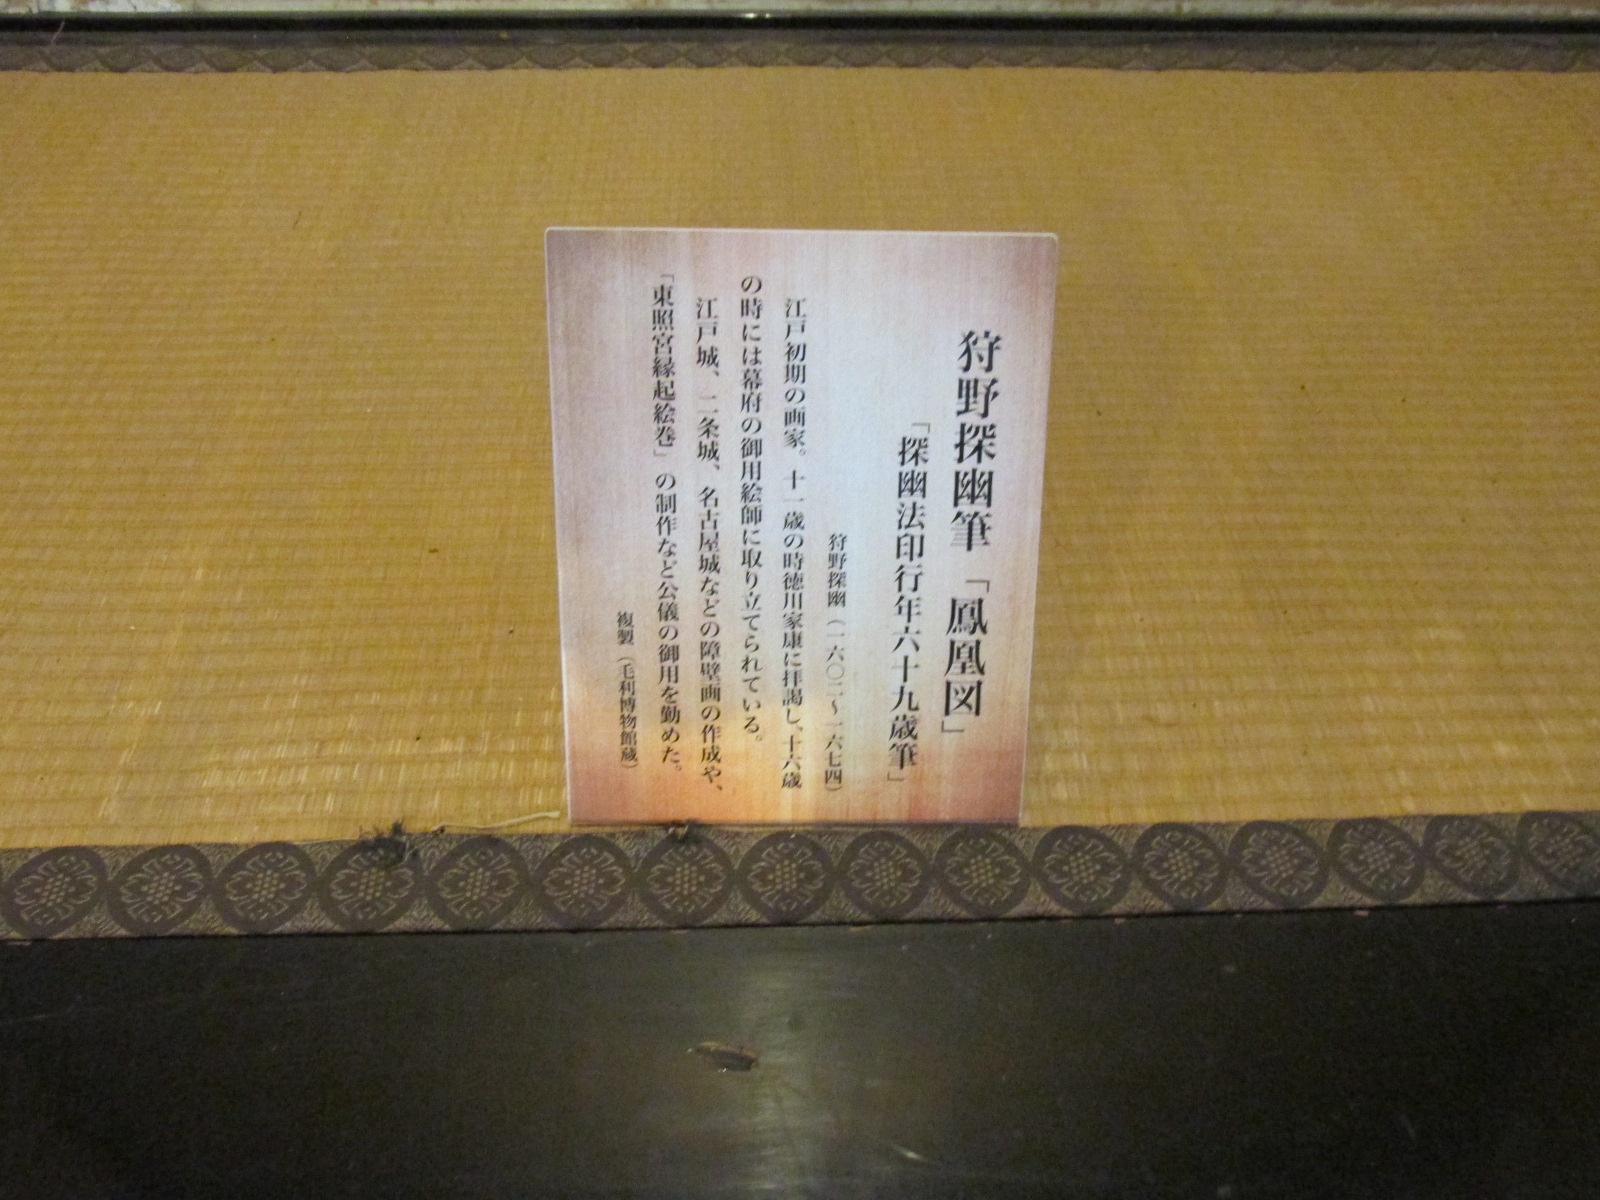 狩野探幽筆「鳳凰図」
「探幽法印行年六十九歳筆」
狩野探幽(一六〇二〜一六七四)
江戸初期の画家。十一歳の時徳川家康に拝謁し、十六歳
の時には幕府の御用絵師に取り立てられている。
江戸城、二条城、名古屋城などの障壁画の作成や、
「東照宮縁起絵巻」の制作など公儀の御用を勤めた。
複製(毛利博物館蔵)